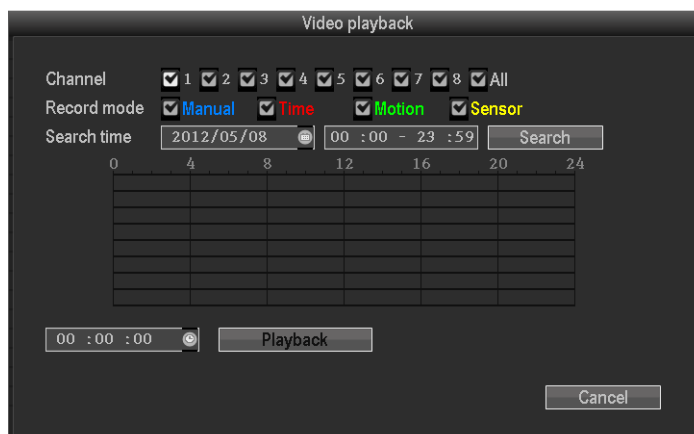 Video playback
Channel 1 2 3 4 5 6 7 8 All
Record mode Manual Time Motion Sensor
Search time 2012/05/08 00 :00 - 23 :59 Search
0 4 8 12 16 20 24
00 :00 :00 Playback
Cancel